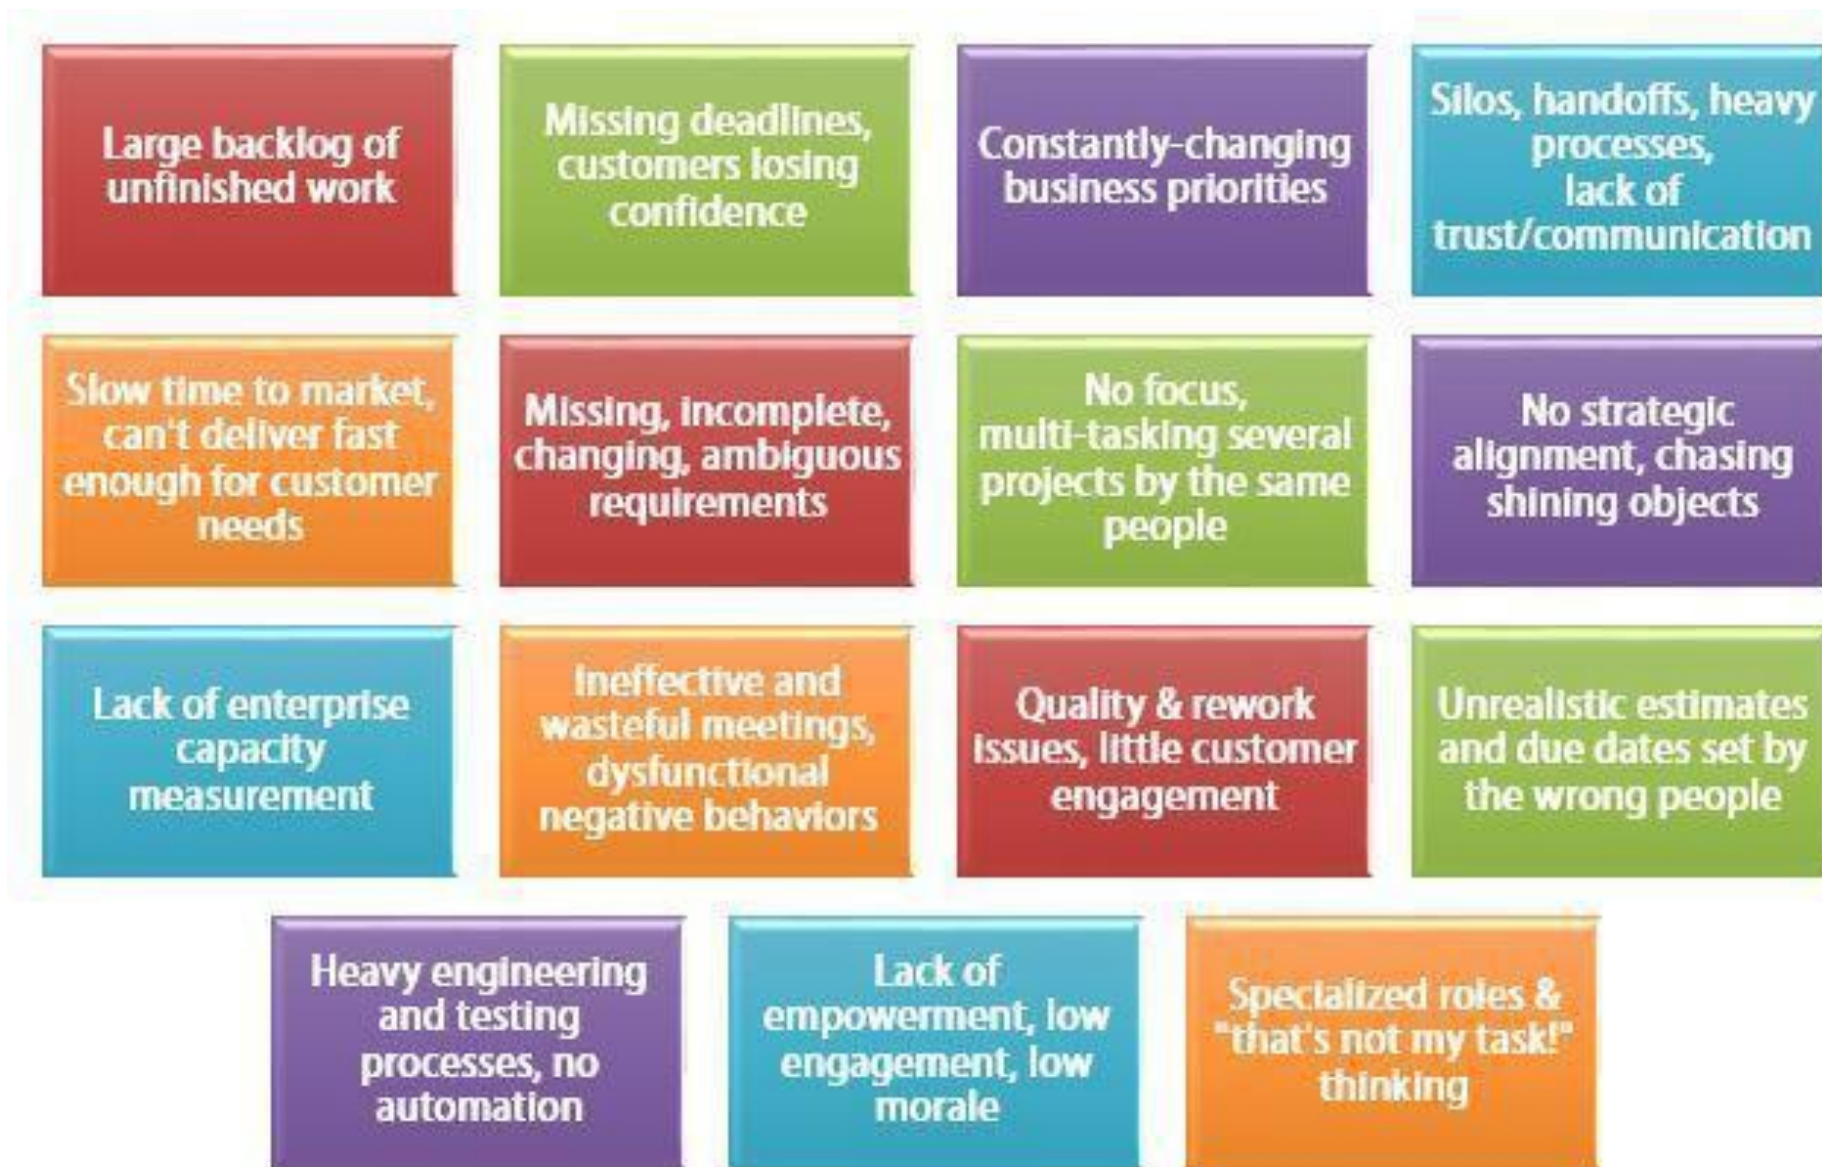 Large backlog of
unfinished work
Missing deadlines,
customers losing
confidence
Constantly-changing
business priorities
Silos, handoffs, heavy
processes,
lack of
trust/communication
Slow time to market,
can't deliver fast
enough for customer
needs
Missing, incomplete,
changing, ambiguous
requirements
No focus,
multi-tasking several
projects by the same
people
No strategic
alignment, chasing
shining objects
Lack of enterprise
capacity
measurement
Ineffective and
wasteful meetings,
dysfunctional
negative behaviors
Quality & rework
issues, little customer
engagement
Unrealistic estimates
and due dates set by
the wrong people
Heavy engineering
and testing
processes, no
automation
Lack of
empowerment, low
engagement, low
morale
Specialized roles &
"that's not my task!"
thinking